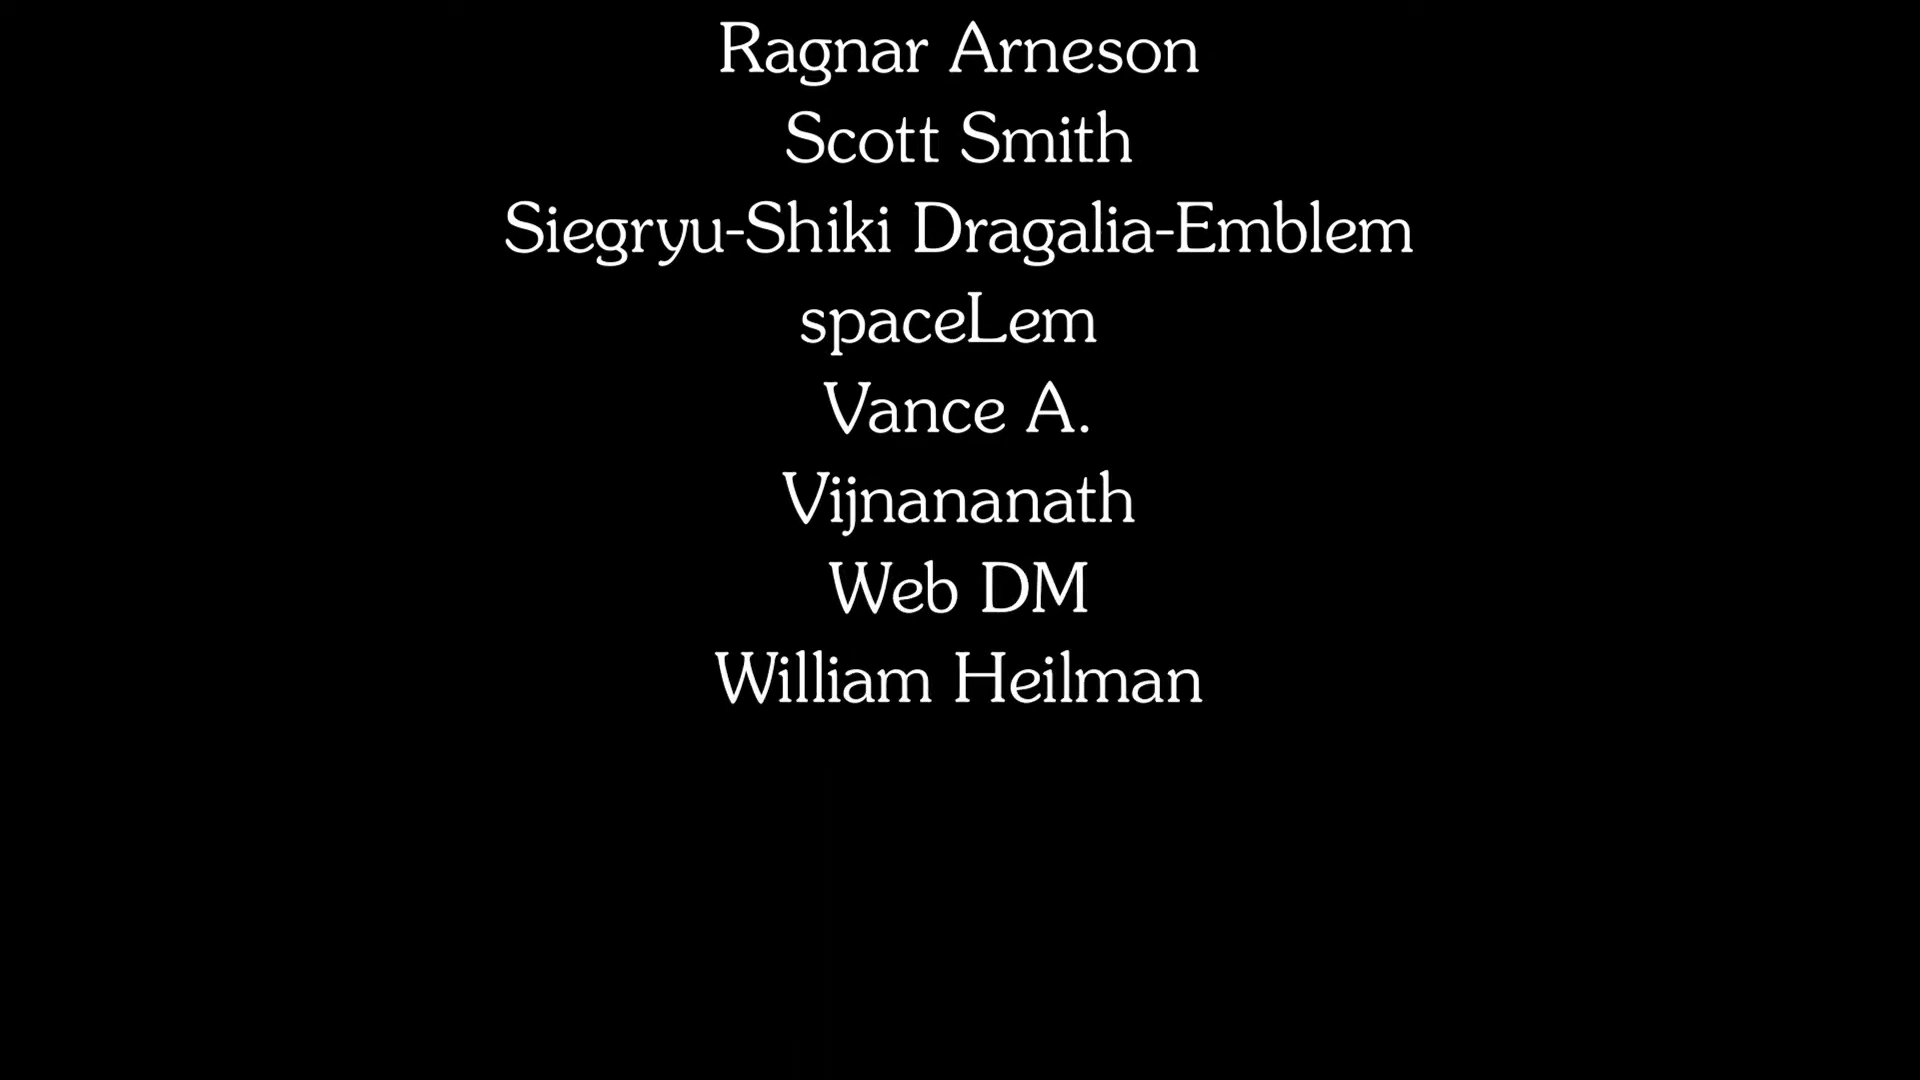 Ragnar Arneson
Scott Smith
Siegryu-Shiki Dragalia-Emblem
spaceLem
Vance A.
Vijnananath
Web DM
William Heilman